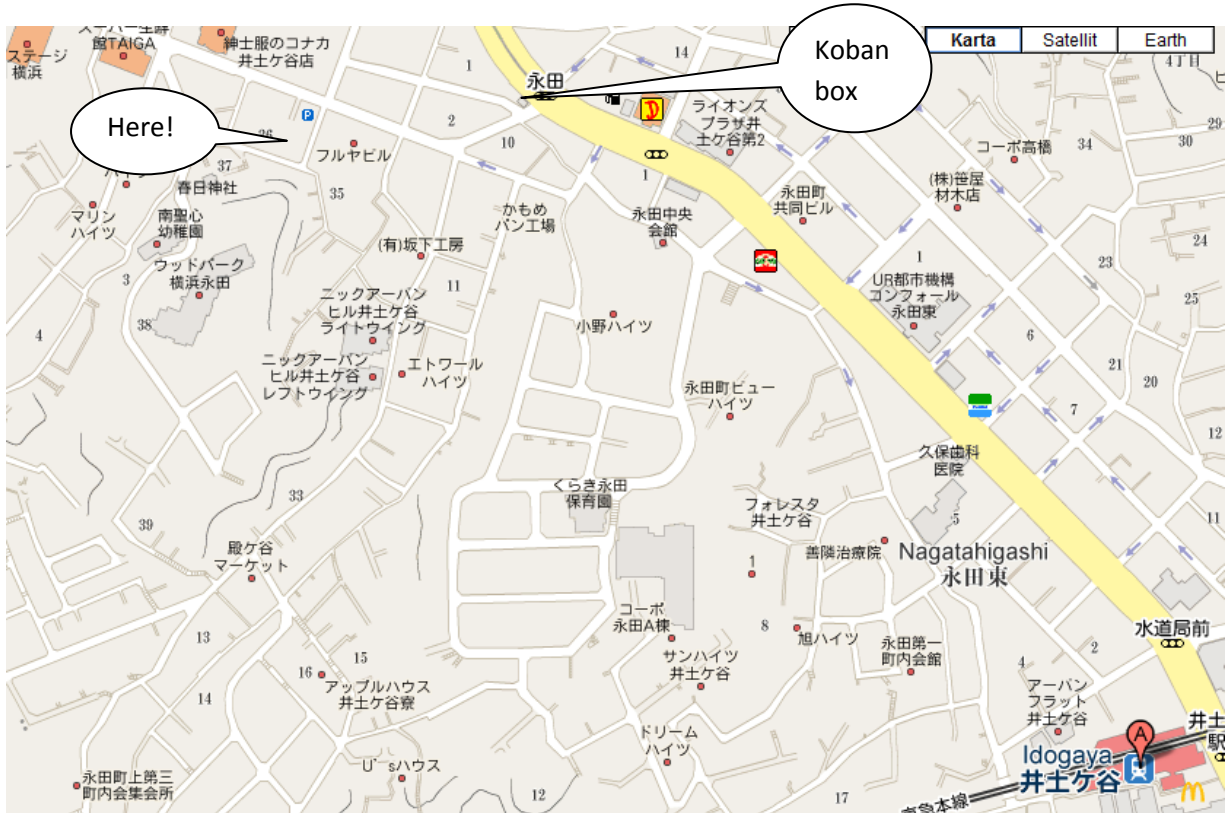 Karta
Satellit
Earth
Koban
box
Here!
館TAIGA
ステージ
横浜
紳士服のコナカ
井土ケ谷店
永田
14
1
2
10
P
36
37
35
フルヤビル
春日神社
マリン
ハイツ
南聖心
幼稚園
ウッドパーク
横浜永田
3
38
4
ライオンズ
プラザ井
土ケ谷第2
1
4丁目
29
30
34
コーポ高橋
(株)笹屋
材木店
永田町
共同ビル
かもめ
パン工場
永田中央
会館
(有)坂下工房
11
ニックアーバン
ヒル井土ケ谷
ライトウイング
ニックアーバン
ヒル井土ケ谷
レフトウイング
エトワール
ハイツ
小野ハイツ
1
UR都市機構
コンフォール
永田東
24
23
25
6
21
20
7
12
11
永田町ビュー
ハイツ
久保歯科
医院
5
くらき永田
保育園
フォレスタ
井土ケ谷
善隣治療院
1
Nagatahigashi
永田東
33
39
殿ケ谷
マーケット
13
14
15
16
アップルハウス
井土ケ谷寮
コーポ
永田A棟
8
旭ハイツ
サンハイツ
井土ケ谷
永田第一
町内会館
2
4
水道局前
アーバン
フラット
井土ケ谷
ドリーム
ハイツ
U'sハウス
永田町上第三
町内会集会所
12
17
A
Idogaya
井土ケ谷
井土
駅
急本線